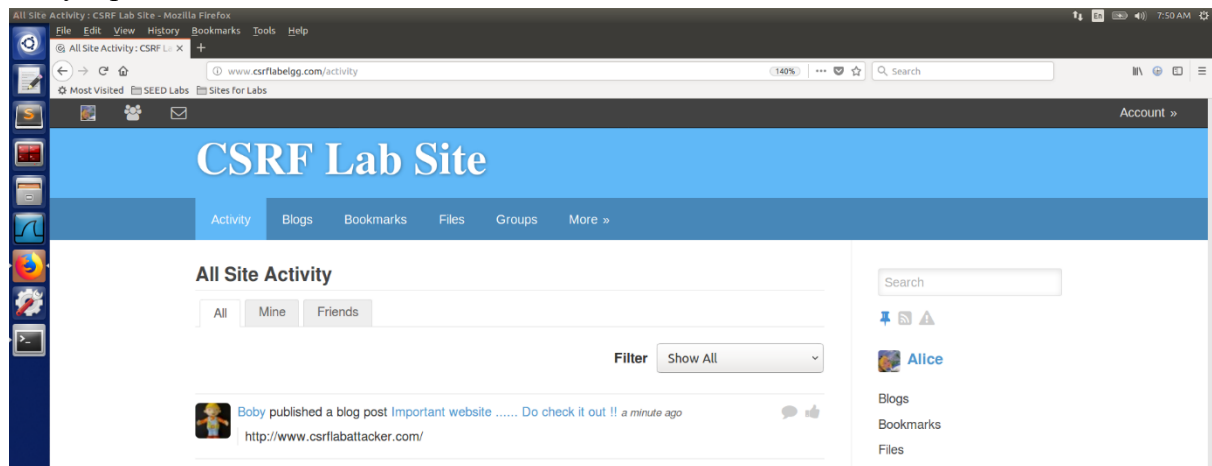 All Site Activity : CSRF Lab Site - Mozilla Firefox
En 7:50 AM
File Edit View History Bookmarks Tools Help
All Site Activity : CSRF La
www.csrflabelgg.com/activity 140% Search
Most Visited SEED Labs Sites for Labs
Account »
CSRF Lab Site
Activity Blogs Bookmarks Files Groups More »
All Site Activity
Search
All Mine Friends
Filter Show All
Alice
Blogs
Boby published a blog post Important website ...... Do check it out !! a minute ago
Bookmarks
http://www.csrflabattacker.com/
Files